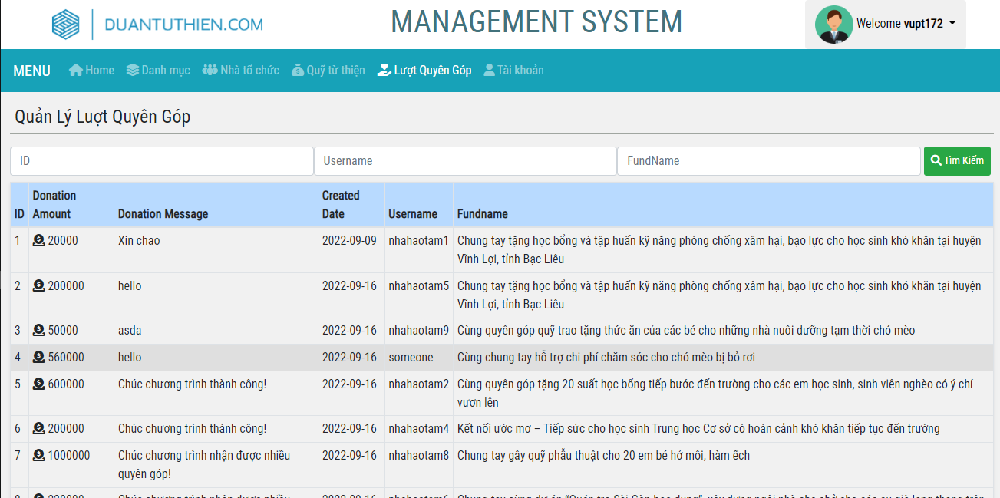 DUANTUTHIEN.COM
MANAGEMENT SYSTEM
Welcome vupt172
MENU Home Danh mục Nhà tổ chức Quỹ từ thiện Lượt Quyên Góp Tài khoản
Quản Lý Lượt Quyên Góp
ID Username FundName Tìm Kiếm
ID Donation Amount Donation Message Created Date Username Fundname
1 20000 Xin chao 2022-09-09 nhahaotam1 Chung tay tặng học bổng và tập huấn kỹ năng phòng chống xâm hại, bạo lực cho học sinh khó khăn tại huyện
Vĩnh Lợi, tỉnh Bạc Liêu
2 200000 hello 2022-09-16 nhahaotam5 Chung tay tặng học bổng và tập huấn kỹ năng phòng chống xâm hại, bạo lực cho học sinh khó khăn tại huyện
Vĩnh Lợi, tỉnh Bạc Liêu
3 50000 asda 2022-09-16 nhahaotam9 Cùng quyên góp quỹ trao tặng thức ăn của các bé cho những nhà nuôi dưỡng tạm thời chó mèo
4 560000 hello 2022-09-16 someone Cùng chung tay hỗ trợ chi phí chăm sóc cho chó mèo bị bỏ rơi
5 600000 Chúc chương trình thành công! 2022-09-16 nhahaotam2 Cùng quyên góp tặng 20 suất học bổng tiếp bước đến trường cho các em học sinh, sinh viên nghèo có ý chí
vươn lên
6 200000 Chúc chương trình thành công! 2022-09-16 nhahaotam4 Kết nối ước mơ – Tiếp sức cho học sinh Trung học Cơ sở có hoàn cảnh khó khăn tiếp tục đến trường
7 1000000 Chúc chương trình nhận được nhiều 2022-09-16 nhahaotam8 Chung tay gây quỹ phẫu thuật cho 20 em bé hở môi, hàm ếch
quyên góp!